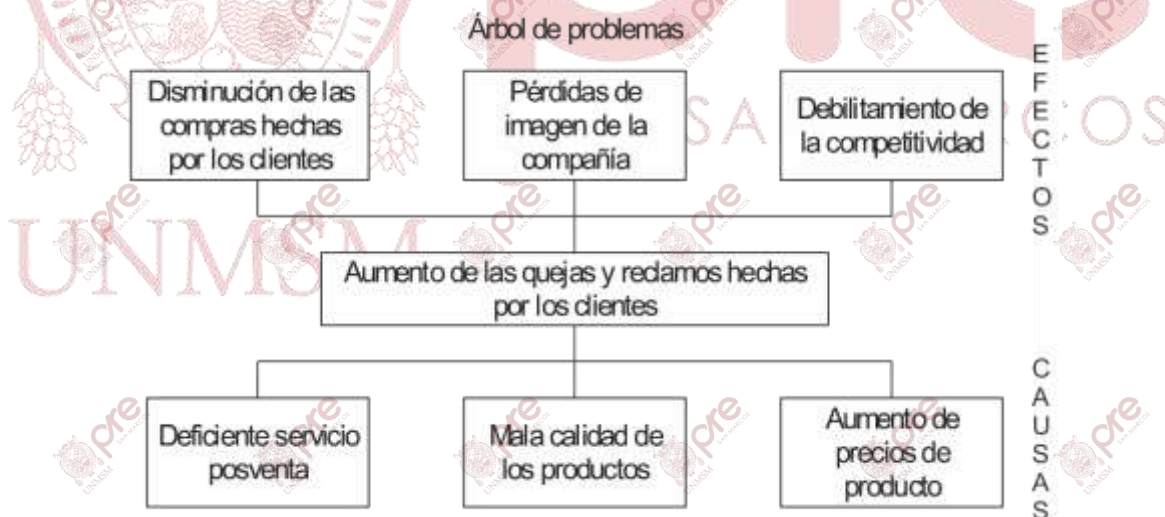 Árbol de problemas
Disminución de las
compras hechas
por los clientes
Pérdidas de
imagen de la
compañía
Debilitamiento de
la competitividad
EFECTOS
Aumento de las quejas y reclamos hechas
por los clientes
Deficiente servicio
posventa
Mala calidad de
los productos
Aumento de
precios de
producto
CAUSAS
UNMSM